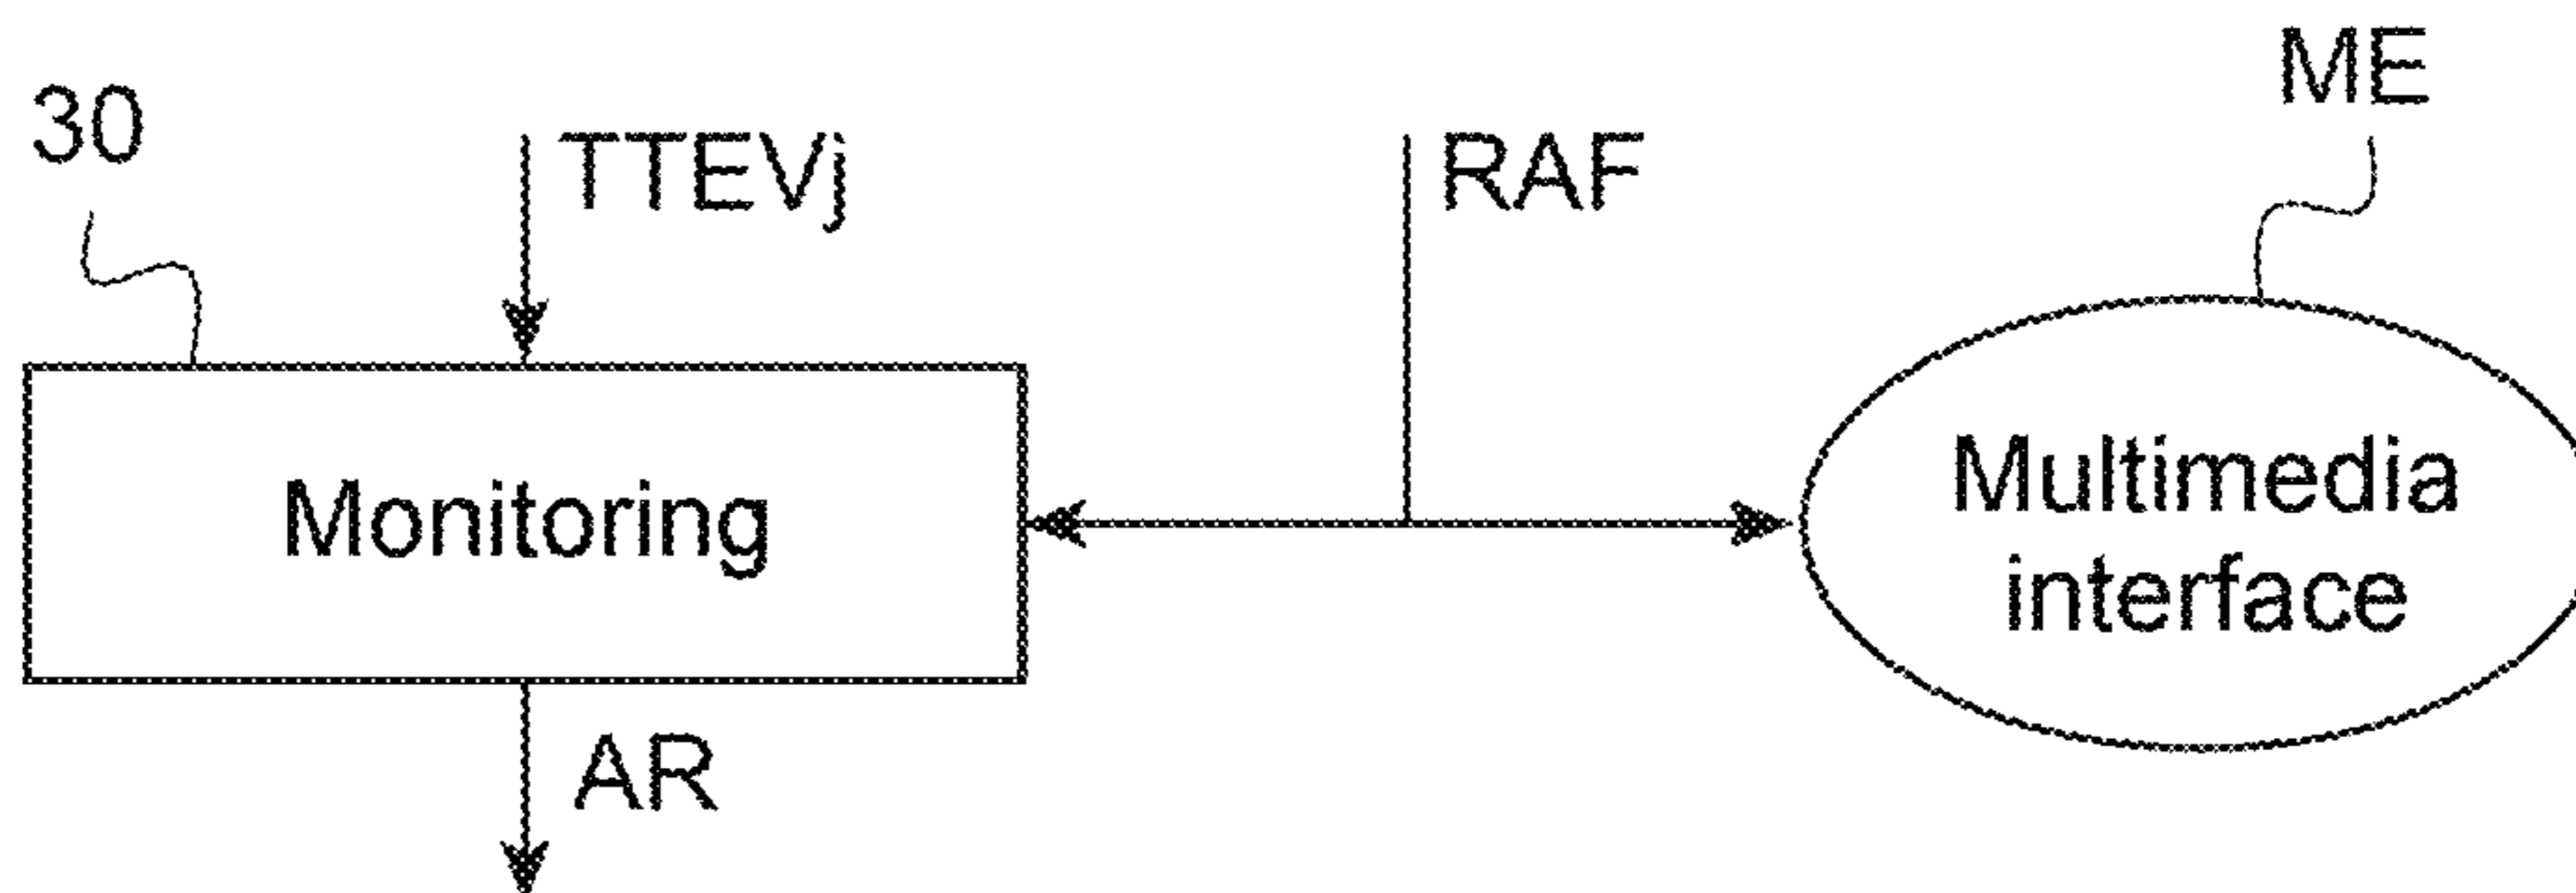 ME
30
TTEVj
RAF
Monitoring
Multimedia
interface
AR